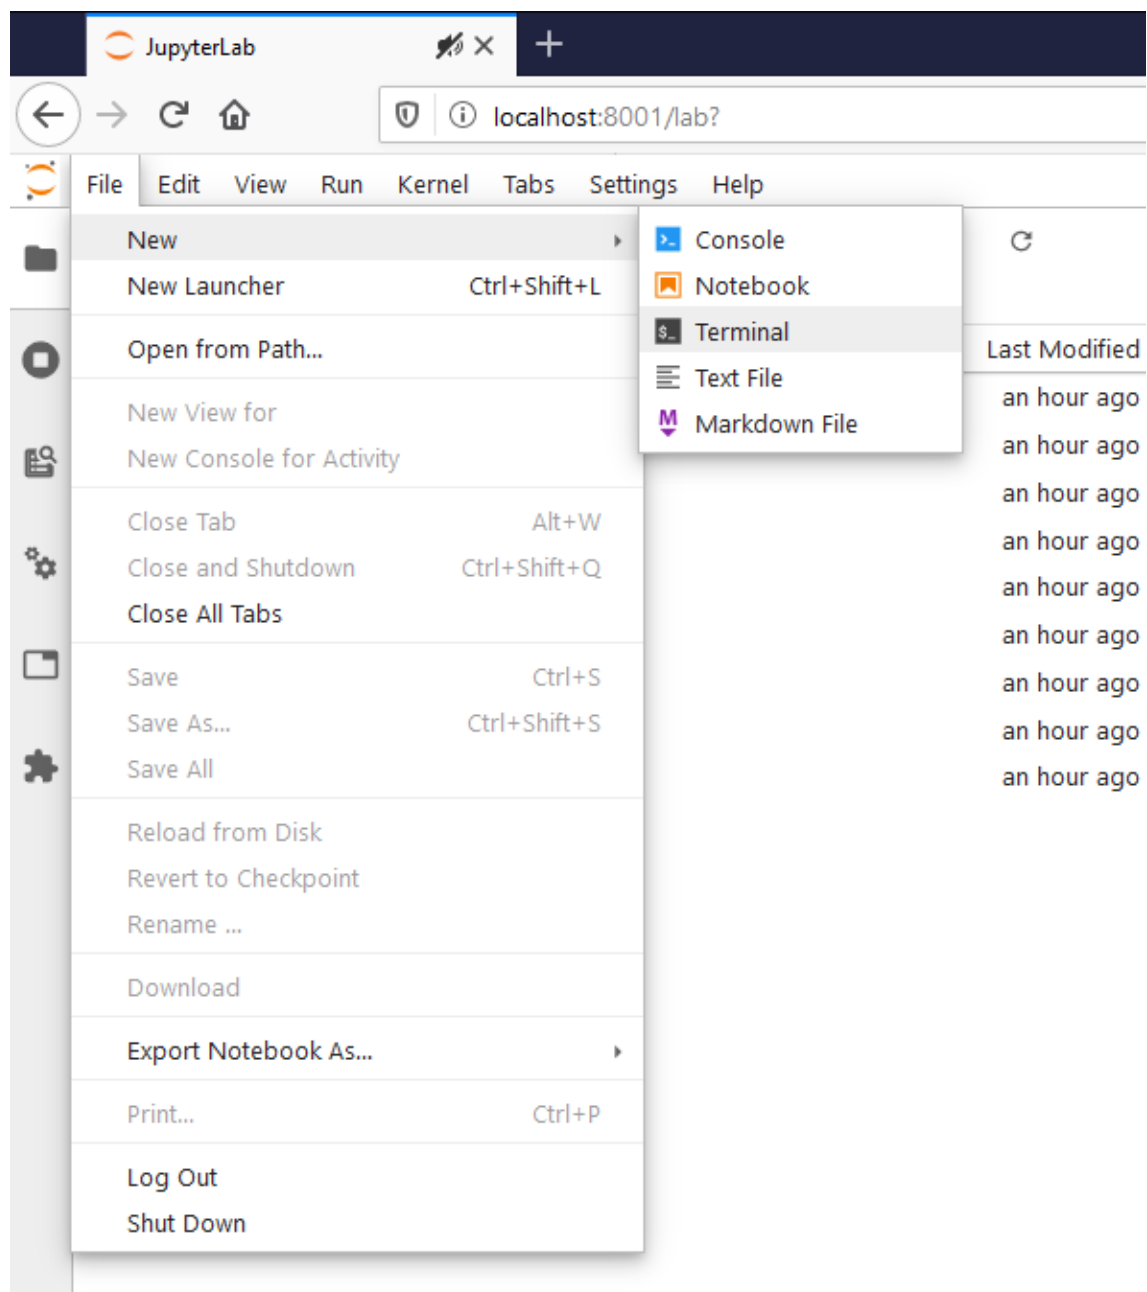 JupyterLab
localhost:8001/lab?
File Edit View Run Kernel Tabs Settings Help
New
New Launcher Ctrl+Shift+L
Open from Path...
New View for
New Console for Activity
Close Tab Alt+W
Close and Shutdown Ctrl+Shift+Q
Close All Tabs
Save Ctrl+S
Save As... Ctrl+Shift+S
Save All
Reload from Disk
Revert to Checkpoint
Rename ...
Download
Export Notebook As...
Print... Ctrl+P
Log Out
Shut Down
Console
Notebook
$_ Terminal
Text File
M Markdown File
Last Modified
an hour ago
an hour ago
an hour ago
an hour ago
an hour ago
an hour ago
an hour ago
an hour ago
an hour ago